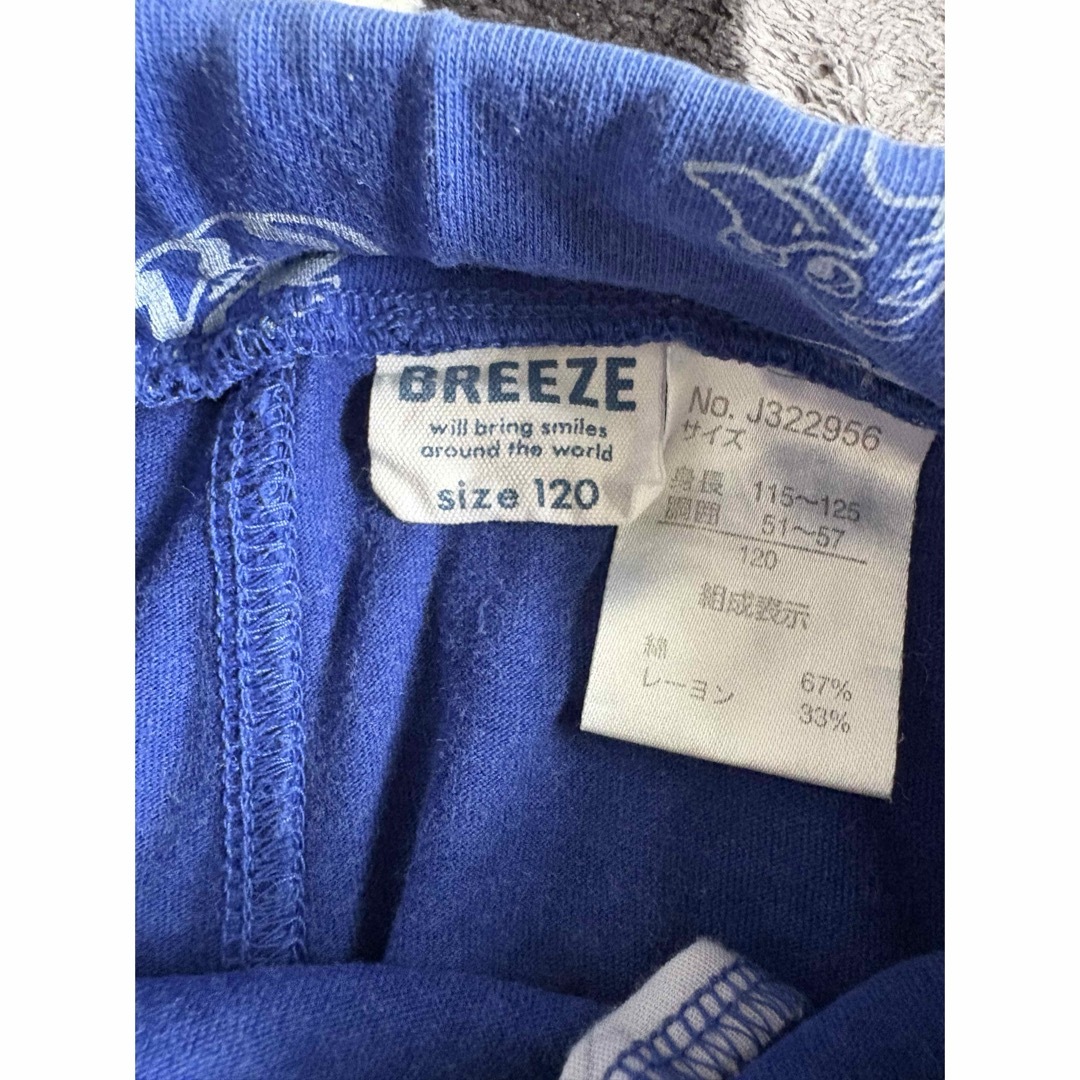 BREEZE
will bring smiles
around the world
size 120
No. J322956
サイズ
身長 115～125
胴囲 51～57
120
組成表示
綿 67%
レーヨン 33%